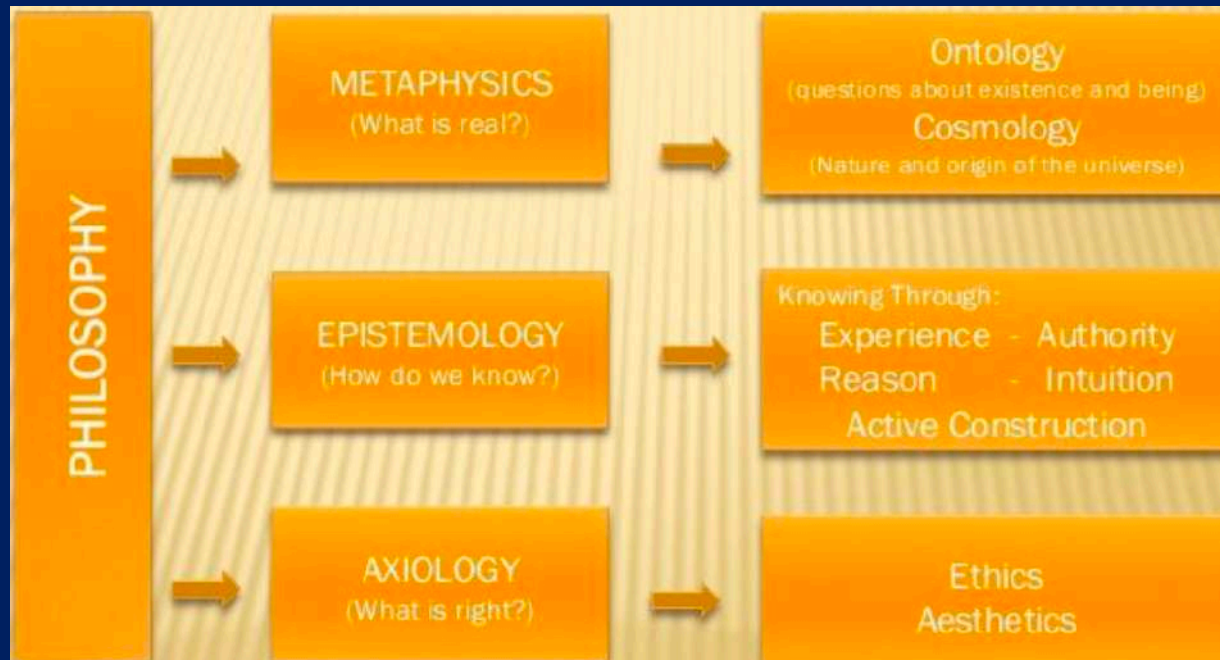 PHILOSOPHY
METAPHYSICS
(What is real?)
Ontology
(questions about existence and being)
Cosmology
(Nature and origin of the universe)
EPISTEMOLOGY
(How do we know?)
Knowing Through:
Experience - Authority
Reason - Intuition
Active Construction
AXIOLOGY
(What is right?)
Ethics
Aesthetics